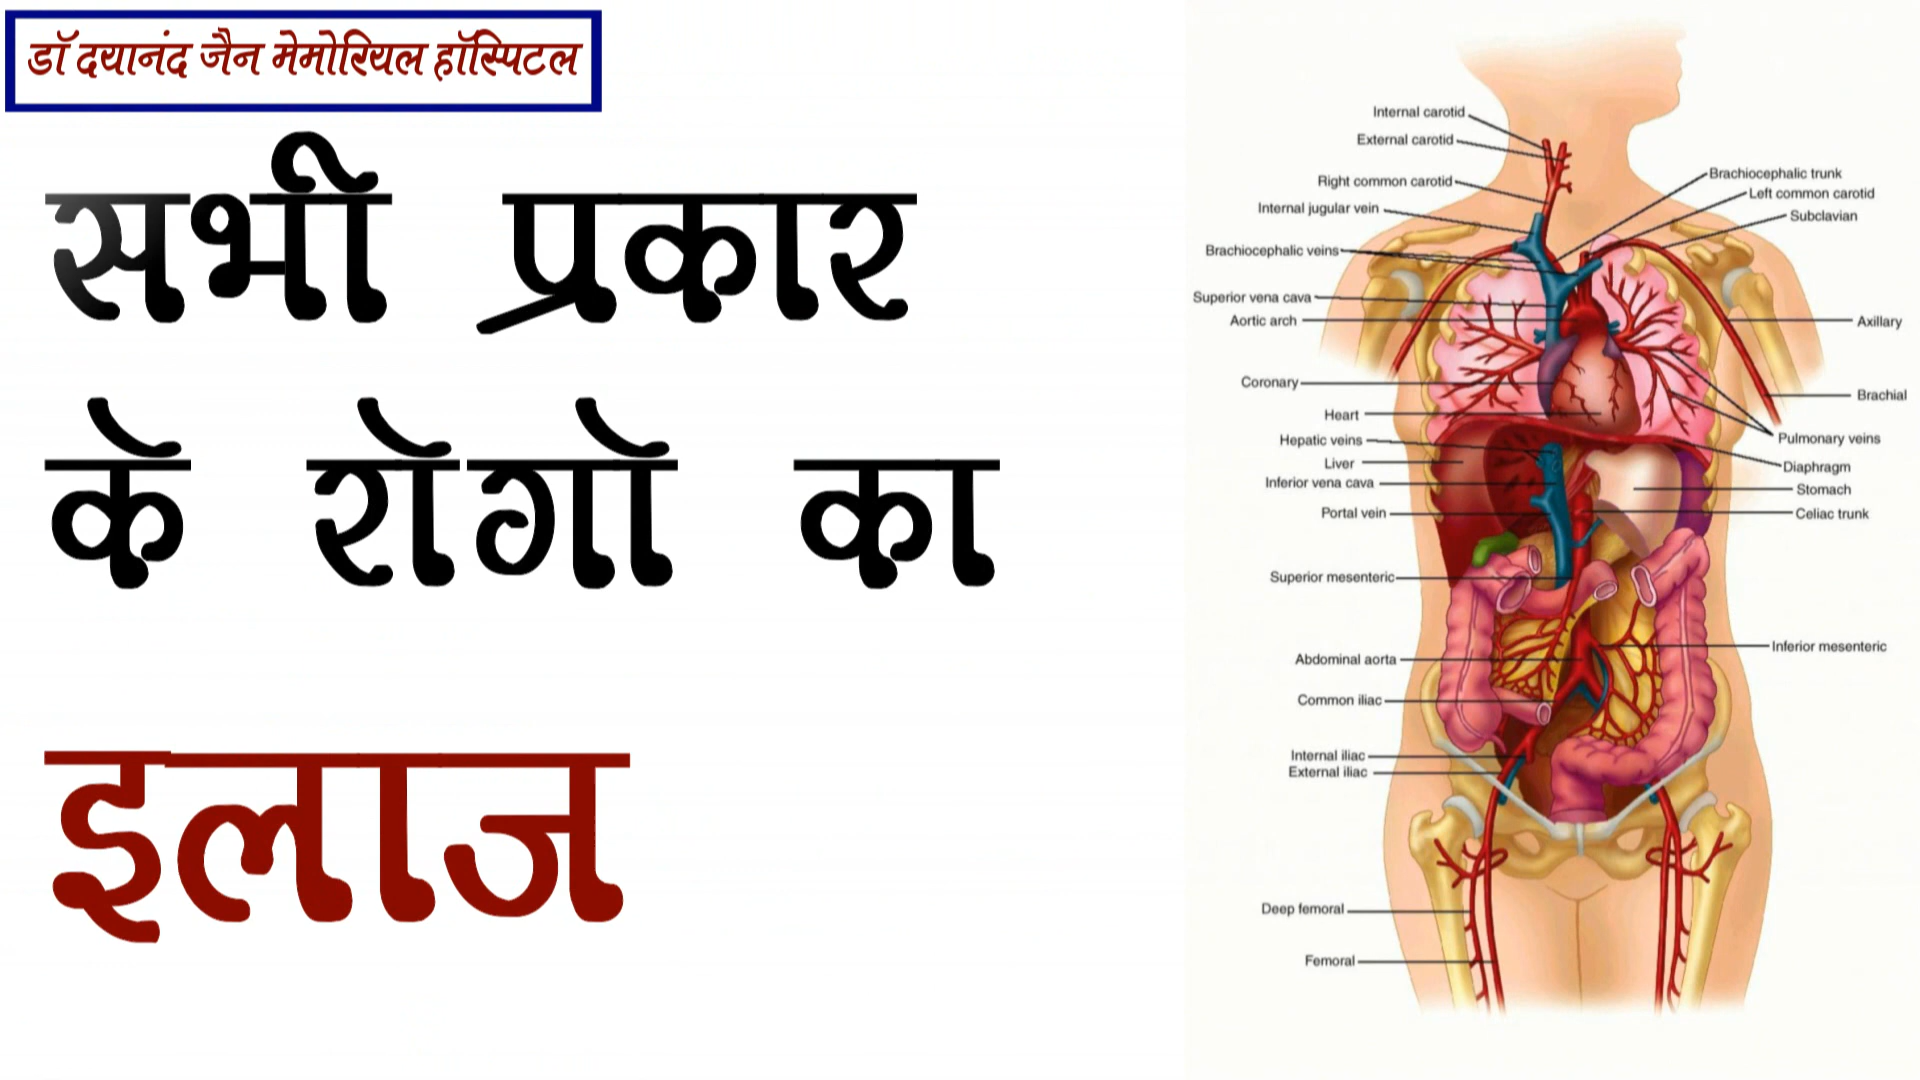 डॉ दयानंद जैन मेमोरियल हॉस्पिटल
सभी प्रकार
के रोगो का
इलाज
Internal carotid
External carotid
Right common carotid
Internal jugular vein
Brachiocephalic veins
Superior vena cava
Aortic arch
Coronary
Heart
Hepatic veins
Liver
Inferior vena cava
Portal vein
Superior mesenteric
Abdominal aorta
Common iliac
Internal iliac
External iliac
Deep femoral
Femoral
Brachiocephalic trunk
Left common carotid
Subclavian
Axillary
Brachial
Pulmonary veins
Diaphragm
Stomach
Celiac trunk
Inferior mesenteric